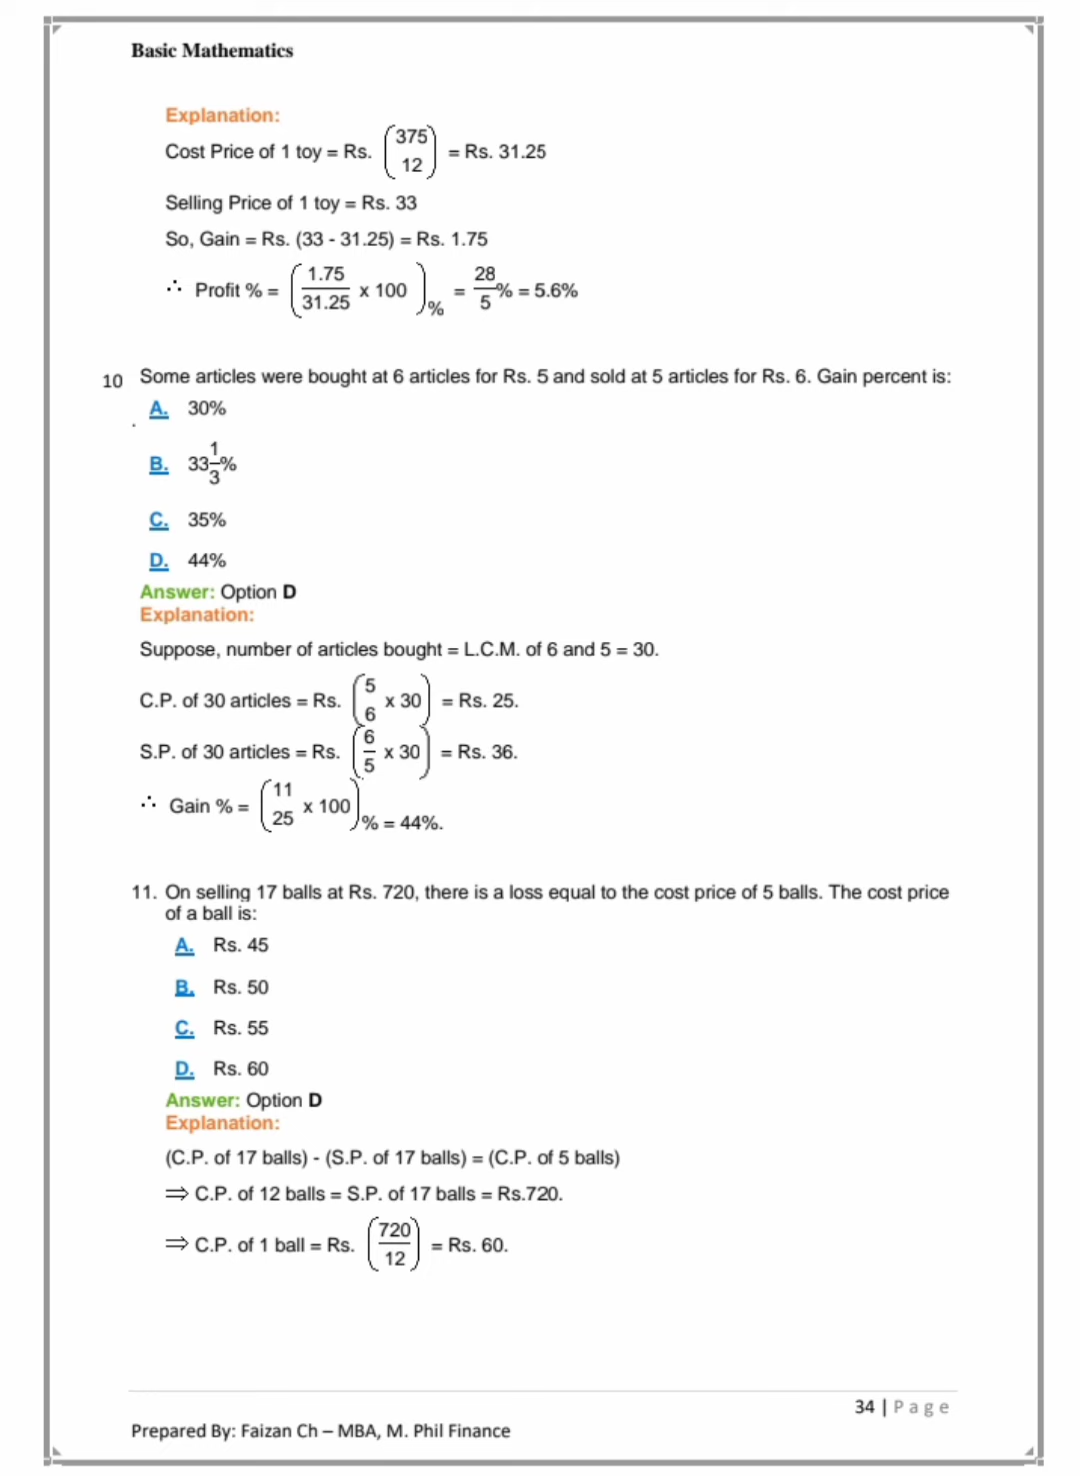 Basic Mathematics
Explanation:
Cost Price of 1 toy = Rs. (375/12) = Rs. 31.25
Selling Price of 1 toy = Rs. 33
So, Gain = Rs. (33 - 31.25) = Rs. 1.75
∴ Profit % = (1.75/31.25 x 100)% = 28/5% = 5.6%
10 Some articles were bought at 6 articles for Rs. 5 and sold at 5 articles for Rs. 6. Gain percent is:
A. 30%
B. 33 1/3%
C. 35%
D. 44%
Answer: Option D
Explanation:
Suppose, number of articles bought = L.C.M. of 6 and 5 = 30.
C.P. of 30 articles = Rs. (5/6 x 30) = Rs. 25.
S.P. of 30 articles = Rs. (6/5 x 30) = Rs. 36.
∴ Gain % = (11/25 x 100)% = 44%.
11. On selling 17 balls at Rs. 720, there is a loss equal to the cost price of 5 balls. The cost price
of a ball is:
A. Rs. 45
B. Rs. 50
C. Rs. 55
D. Rs. 60
Answer: Option D
Explanation:
(C.P. of 17 balls) - (S.P. of 17 balls) = (C.P. of 5 balls)
⇒ C.P. of 12 balls = S.P. of 17 balls = Rs.720.
⇒ C.P. of 1 ball = Rs. (720/12) = Rs. 60.
34 | Page
Prepared By: Faizan Ch – MBA, M. Phil Finance